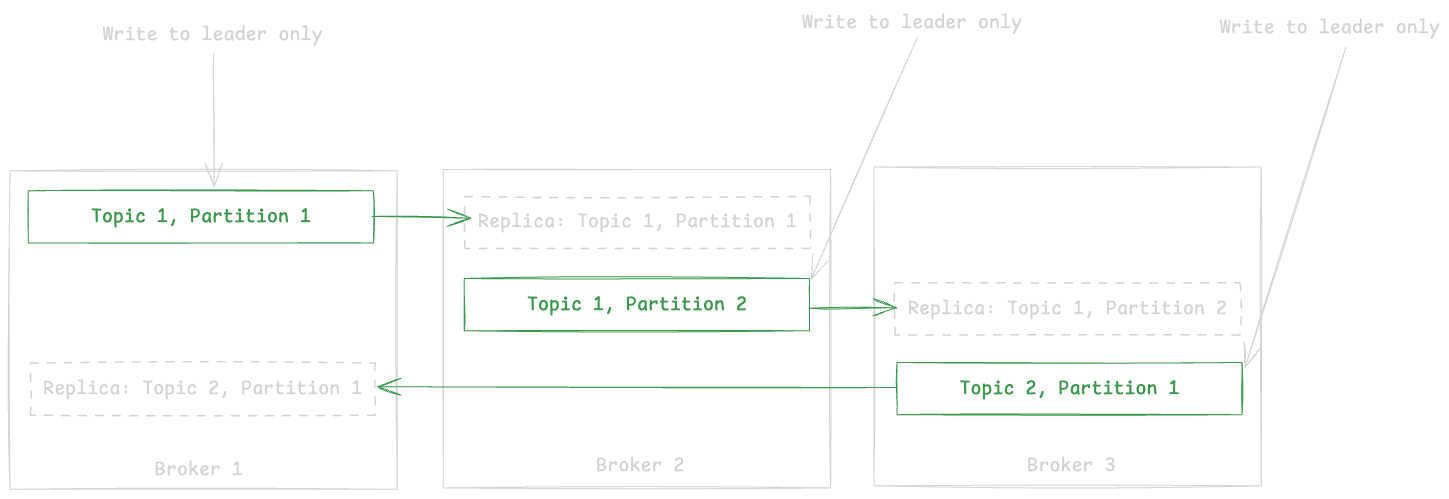 Write to leader only
Write to leader only
Write to leader only
Topic 1, Partition 1
Replica: Topic 1, Partition 1
Topic 1, Partition 2
Replica: Topic 1, Partition 2
Replica: Topic 2, Partition 1
Topic 2, Partition 1
Broker 1
Broker 2
Broker 3